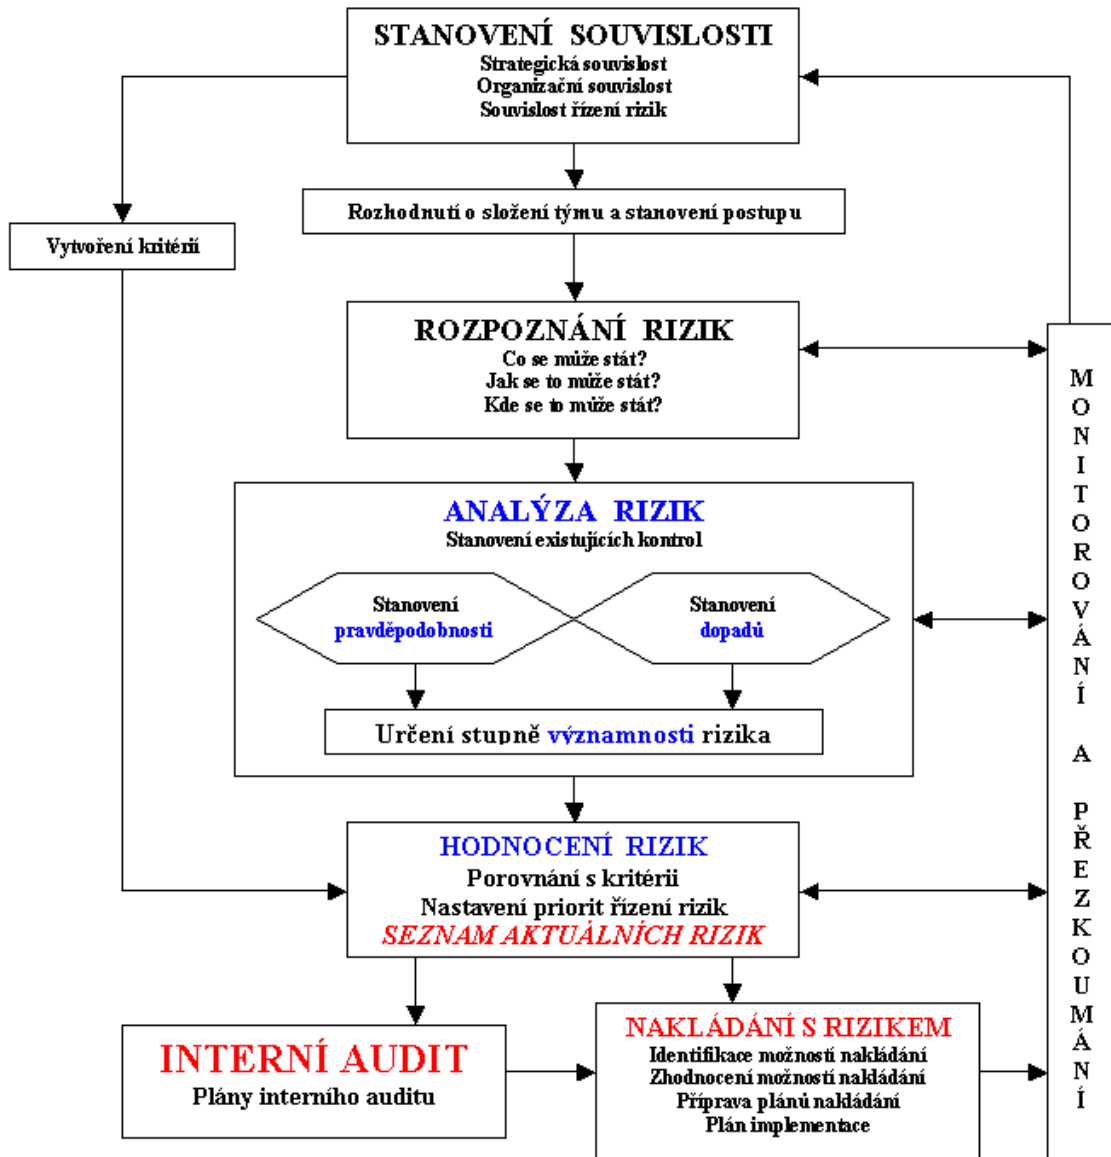 STANOVENÍ SOUVISLOSTI
Strategická souvislost
Organizační souvislost
Souvislost řízení rizik
Rozhodnutí o složení týmu a stanovení postupu
Vytvoření kritérií
ROZPOZNÁNÍ RIZIK
Co se může stát?
Jak se to může stát?
Kde se to může stát?
ANALÝZA RIZIK
Stanovení existujících kontrol
Stanovení
pravděpodobnosti
Stanovení
dopadů
Určení stupně významnosti rizika
HODNOCENÍ RIZIK
Porovnání s kritérii
Nastavení priorit řízení rizik
SEZNAM AKTUÁLNÍCH RIZIK
INTERNÍ AUDIT
Plány interního auditu
NAKLÁDÁNÍ S RIZIKEM
Identifikace možností nakládání
Zhodnocení možností nakládání
Příprava plánů nakládání
Plán implementace
MONITOROVÁNÍ A PŘEZKOUMÁNÍ